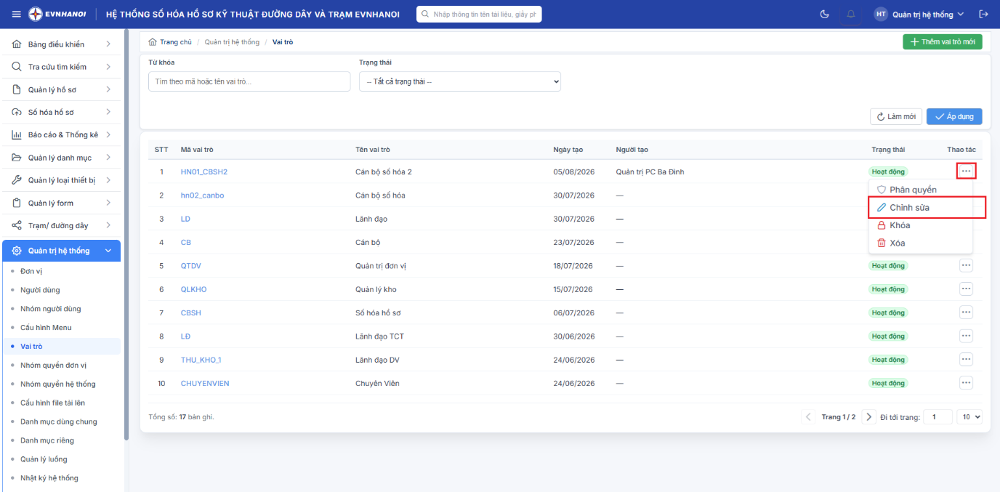 EVNHANOI
HỆ THỐNG SỐ HÓA HỒ SƠ KỸ THUẬT ĐƯỜNG DÂY VÀ TRẠM EVNHANOI
Nhập thông tin tên tài liệu, giấy ph
HT Quản trị hệ thống
Bảng điều khiển
Tra cứu tìm kiếm
Quản lý hồ sơ
Số hóa hồ sơ
Báo cáo & Thống kê
Quản lý danh mục
Quản lý loại thiết bị
Quản lý form
Trạm/ đường dây
Quản trị hệ thống
Đơn vị
Người dùng
Nhóm người dùng
Cấu hình Menu
Vai trò
Nhóm quyền đơn vị
Nhóm quyền hệ thống
Cấu hình file tải lên
Danh mục dùng chung
Danh mục riêng
Quản lý luồng
Nhật ký hệ thống
Trang chủ / Quản trị hệ thống / Vai trò
Thêm vai trò mới
Từ khóa
Tìm theo mã hoặc tên vai trò...
Trạng thái
-- Tất cả trạng thái --
Làm mới
Áp dụng
STT Mã vai trò Tên vai trò Ngày tạo Người tạo Trạng thái Thao tác
1 HN01_CBSH2 Cán bộ số hóa 2 05/08/2026 Quản trị PC Ba Đình Hoạt động
2 hn02_canbo Cán bộ số hóa 30/07/2026 —
3 LD Lãnh đạo 30/07/2026 —
4 CB Cán bộ 23/07/2026 —
5 QTDV Quản trị đơn vị 18/07/2026 — Hoạt động
6 QLKHO Quản lý kho 15/07/2026 — Hoạt động
7 CBSH Số hóa hồ sơ 06/07/2026 — Hoạt động
8 LĐ Lãnh đạo TCT 30/06/2026 — Hoạt động
9 THU_KHO_1 Lãnh đạo DV 24/06/2026 — Hoạt động
10 CHUYENVIEN Chuyên Viên 24/06/2026 — Hoạt động
Phân quyền
Chỉnh sửa
Khóa
Xóa
Tổng số: 17 bản ghi.
Trang 1 / 2
Đi tới trang: 1
10